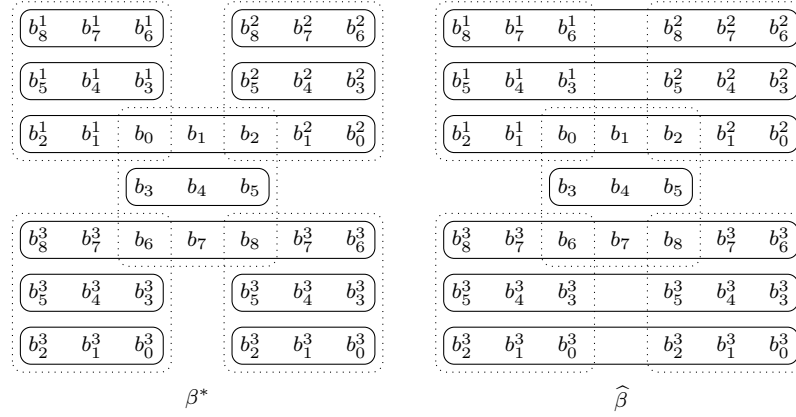 b_8^1 b_7^1 b_6^1 b_8^2 b_7^2 b_6^2 b_8^1 b_7^1 b_6^1 b_8^2 b_7^2 b_6^2
b_5^1 b_4^1 b_3^1 b_5^2 b_4^2 b_3^2 b_5^1 b_4^1 b_3^1 b_5^2 b_4^2 b_3^2
b_2^1 b_1^1 b_0 b_1 b_2 b_1^2 b_0^2 b_2^1 b_1^1 b_0 b_1 b_2 b_1^2 b_0^2
b_3 b_4 b_5 b_3 b_4 b_5
b_8^3 b_7^3 b_6 b_7 b_8 b_7^3 b_6^3 b_8^3 b_7^3 b_6 b_7 b_8 b_7^3 b_6^3
b_5^3 b_4^3 b_3^3 b_5^3 b_4^3 b_3^3 b_5^3 b_4^3 b_3^3 b_5^3 b_4^3 b_3^3
b_2^3 b_1^3 b_0^3 b_2^3 b_1^3 b_0^3 b_2^3 b_1^3 b_0^3 b_2^3 b_1^3 b_0^3
β* β̂